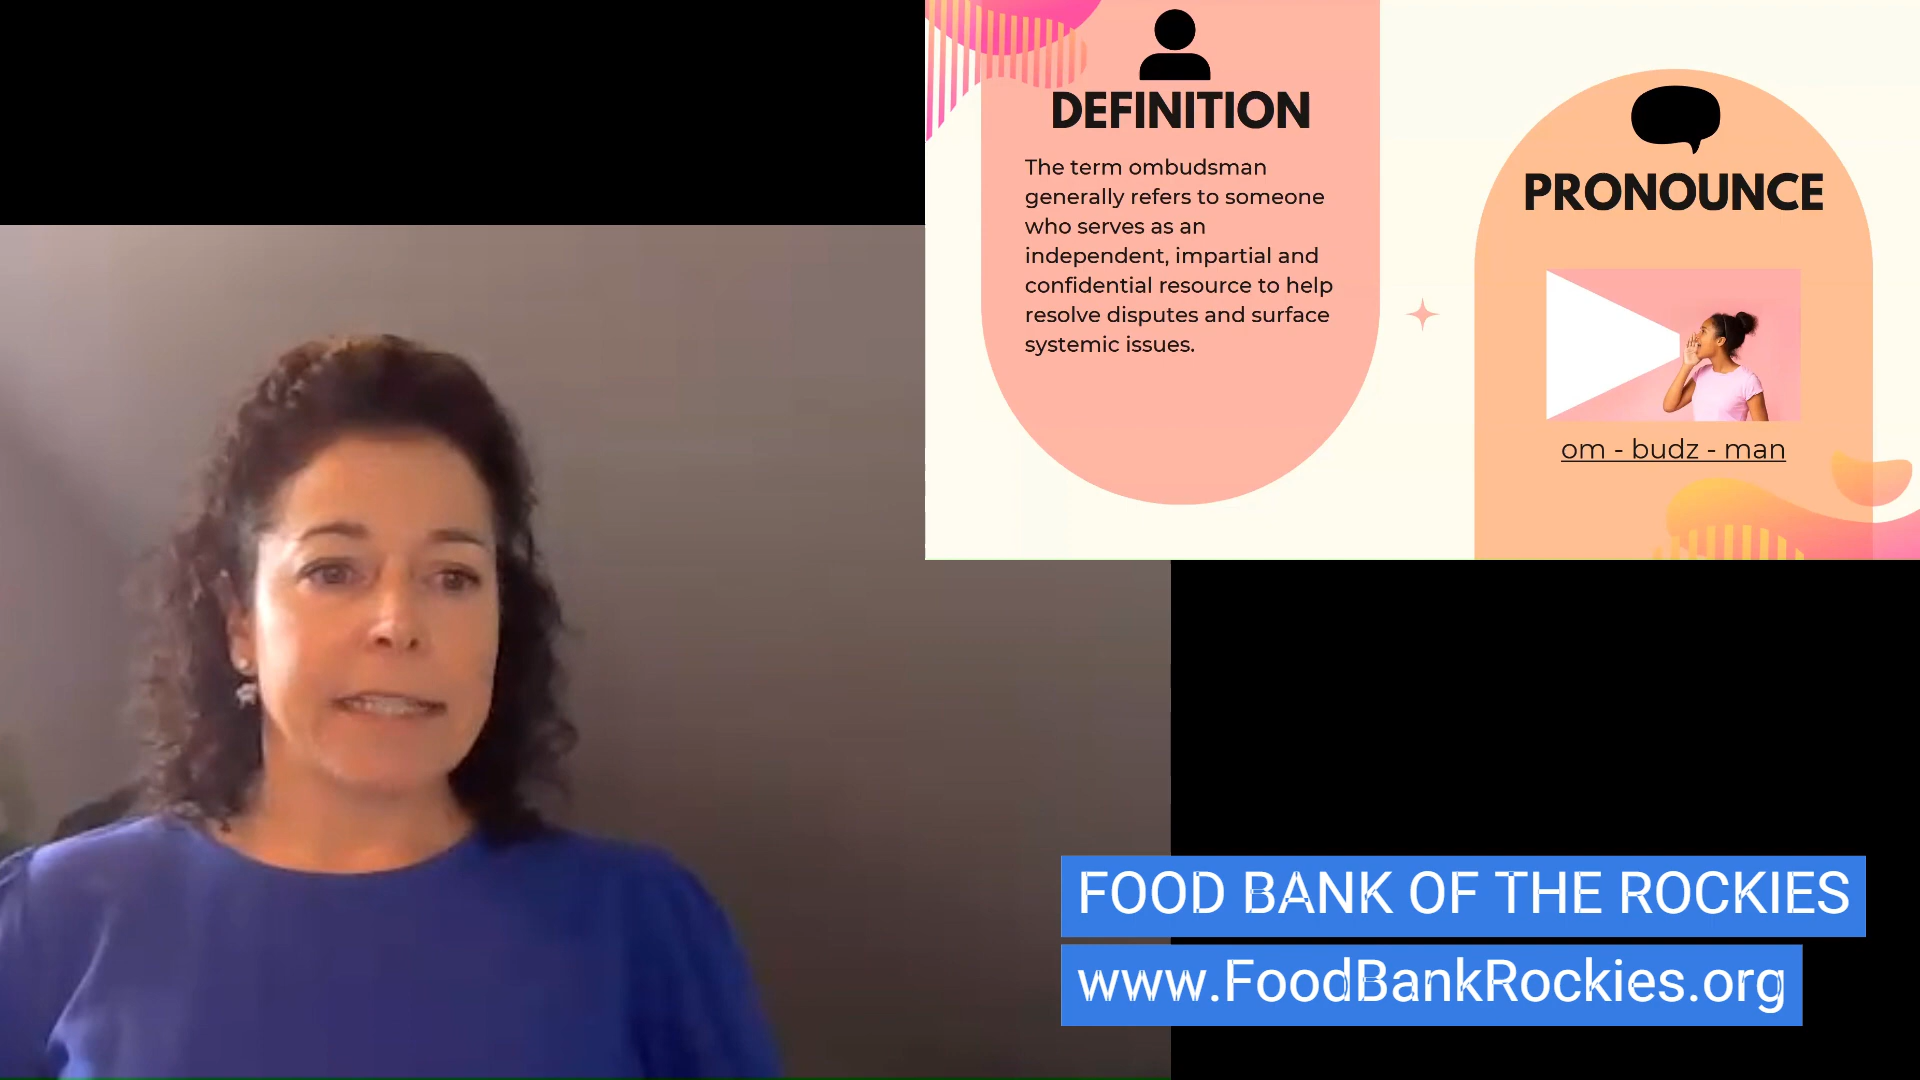 DEFINITION
The term ombudsman
generally refers to someone
who serves as an
independent, impartial and
confidential resource to help
resolve disputes and surface
systemic issues.
PRONOUNCE
om - budz - man
FOOD BANK OF THE ROCKIES
www.FoodBankRockies.org